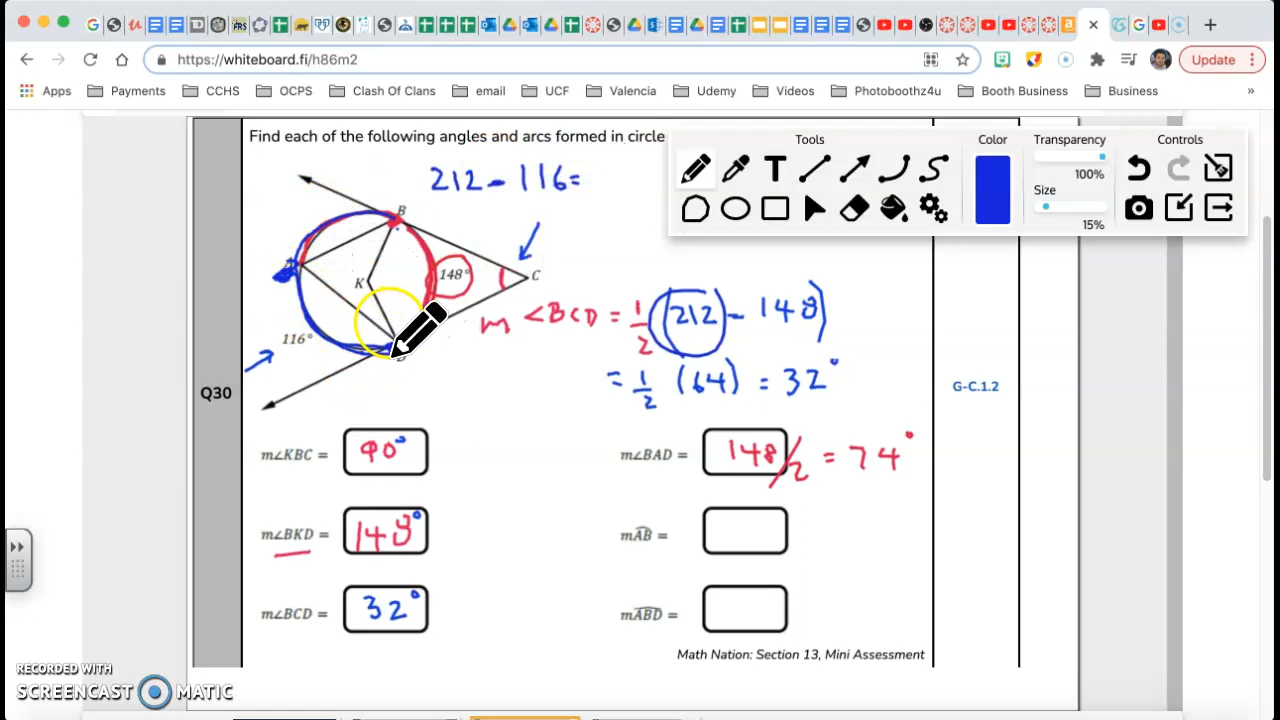 https://whiteboard.fi/h86m2
Update
Apps
Payments
CCHS
OCPS
Clash Of Clans
email
UCF
Valencia
Udemy
Videos
Photoboothz4u
Booth Business
Business
»
Find each of the following angles and arcs formed in circle
Tools
Color
Transparency
Controls
100%
Size
15%
212 - 116 =
B
K
148°
C
116°
m ∠BCD = 1/2 (212 - 148)
= 1/2 (64) = 32°
Q30
G-C.1.2
m∠KBC = 90°
m∠BAD = 148/2 = 74°
m∠BKD = 148°
mAB =
m∠BCD = 32°
mABD =
Math Nation: Section 13, Mini Assessment
RECORDED WITH
SCREENCAST MATIC